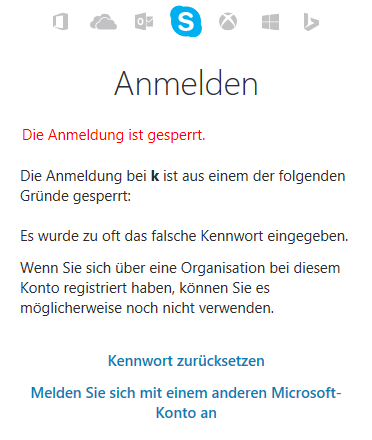 Anmelden
Die Anmeldung ist gesperrt.
Die Anmeldung bei k ist aus einem der folgenden
Gründe gesperrt:
Es wurde zu oft das falsche Kennwort eingegeben.
Wenn Sie sich über eine Organisation bei diesem
Konto registriert haben, können Sie es
möglicherweise noch nicht verwenden.
Kennwort zurücksetzen
Melden Sie sich mit einem anderen Microsoft-
Konto an